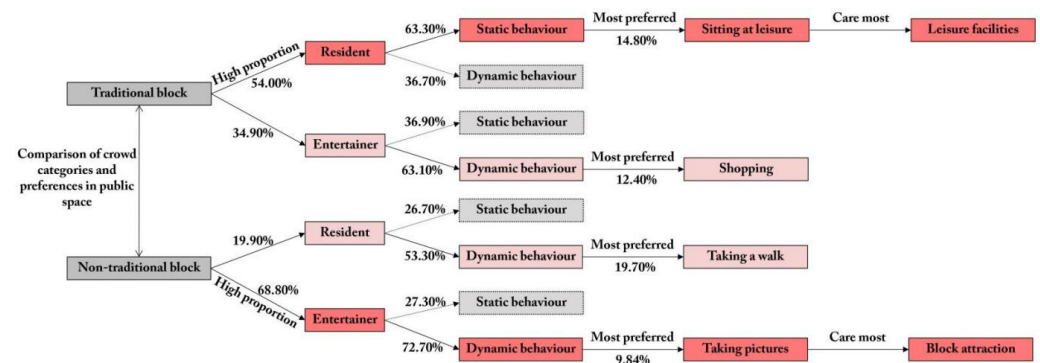 63.30%
Static behaviour
Most preferred
14.80%
Sitting at leisure
Care most
Leisure facilities
High proportion
54.00%
Resident
36.70%
Dynamic behaviour
Traditional block
34.90%
Entertainer
36.90%
Static behaviour
63.10%
Dynamic behaviour
Most preferred
12.40%
Shopping
Comparison of crowd
categories and
preferences in public
space
19.90%
Resident
26.70%
Static behaviour
53.30%
Dynamic behaviour
Most preferred
19.70%
Taking a walk
Non-traditional block
68.80%
High proportion
Entertainer
27.30%
Static behaviour
72.70%
Dynamic behaviour
Most preferred
9.84%
Taking pictures
Care most
Block attraction